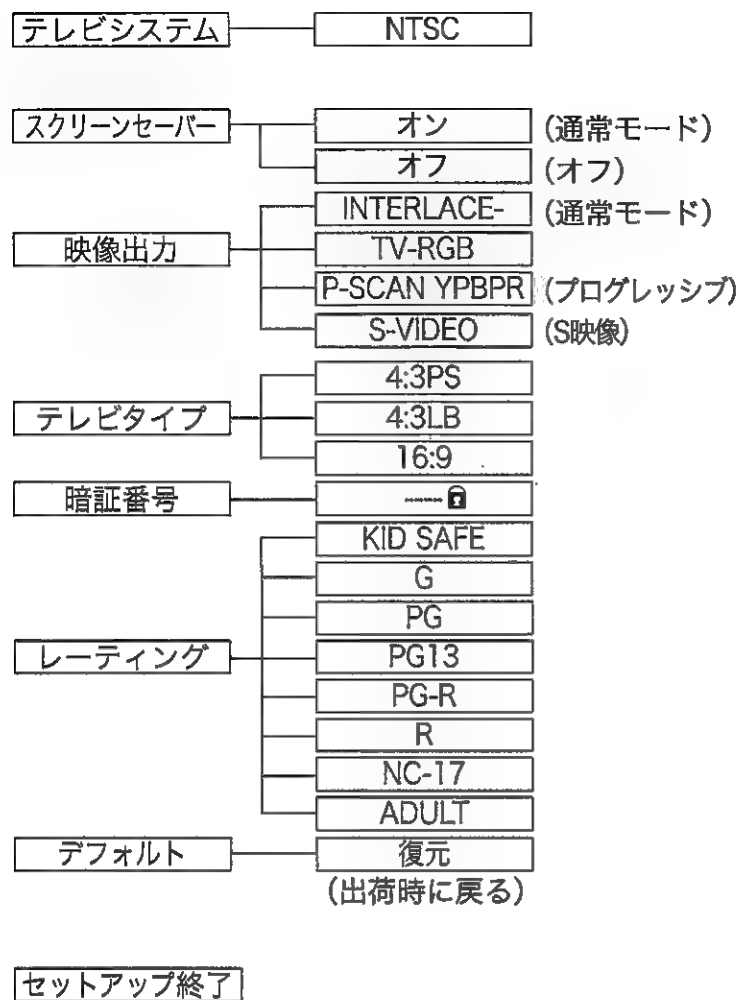 テレビシステム NTSC
スクリーンセーバー オン (通常モード)
オフ (オフ)
映像出力 INTERLACE- (通常モード)
TV-RGB
P-SCAN YPBPR (プログレッシブ)
S-VIDEO (S映像)
テレビタイプ 4:3PS
4:3LB
16:9
暗証番号 ------
レーティング KID SAFE
G
PG
PG13
PG-R
R
NC-17
ADULT
デフォルト 復元
(出荷時に戻る)
セットアップ終了